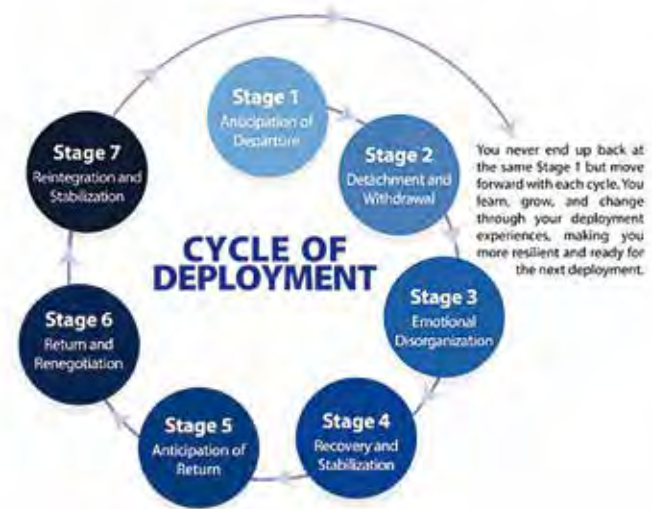 Stage 1
Anticipation of
Departure
Stage 2
Detachment and
Withdrawal
Stage 3
Emotional
Disorganization
Stage 4
Recovery and
Stabilization
Stage 5
Anticipation of
Return
Stage 6
Return and
Renegotiation
Stage 7
Reintegration and
Stabilization
CYCLE OF
DEPLOYMENT
You never end up back at
the same Stage 1 but move
forward with each cycle. You
learn, grow, and change
through your deployment
experiences, making you
more resilient and ready for
the next deployment.